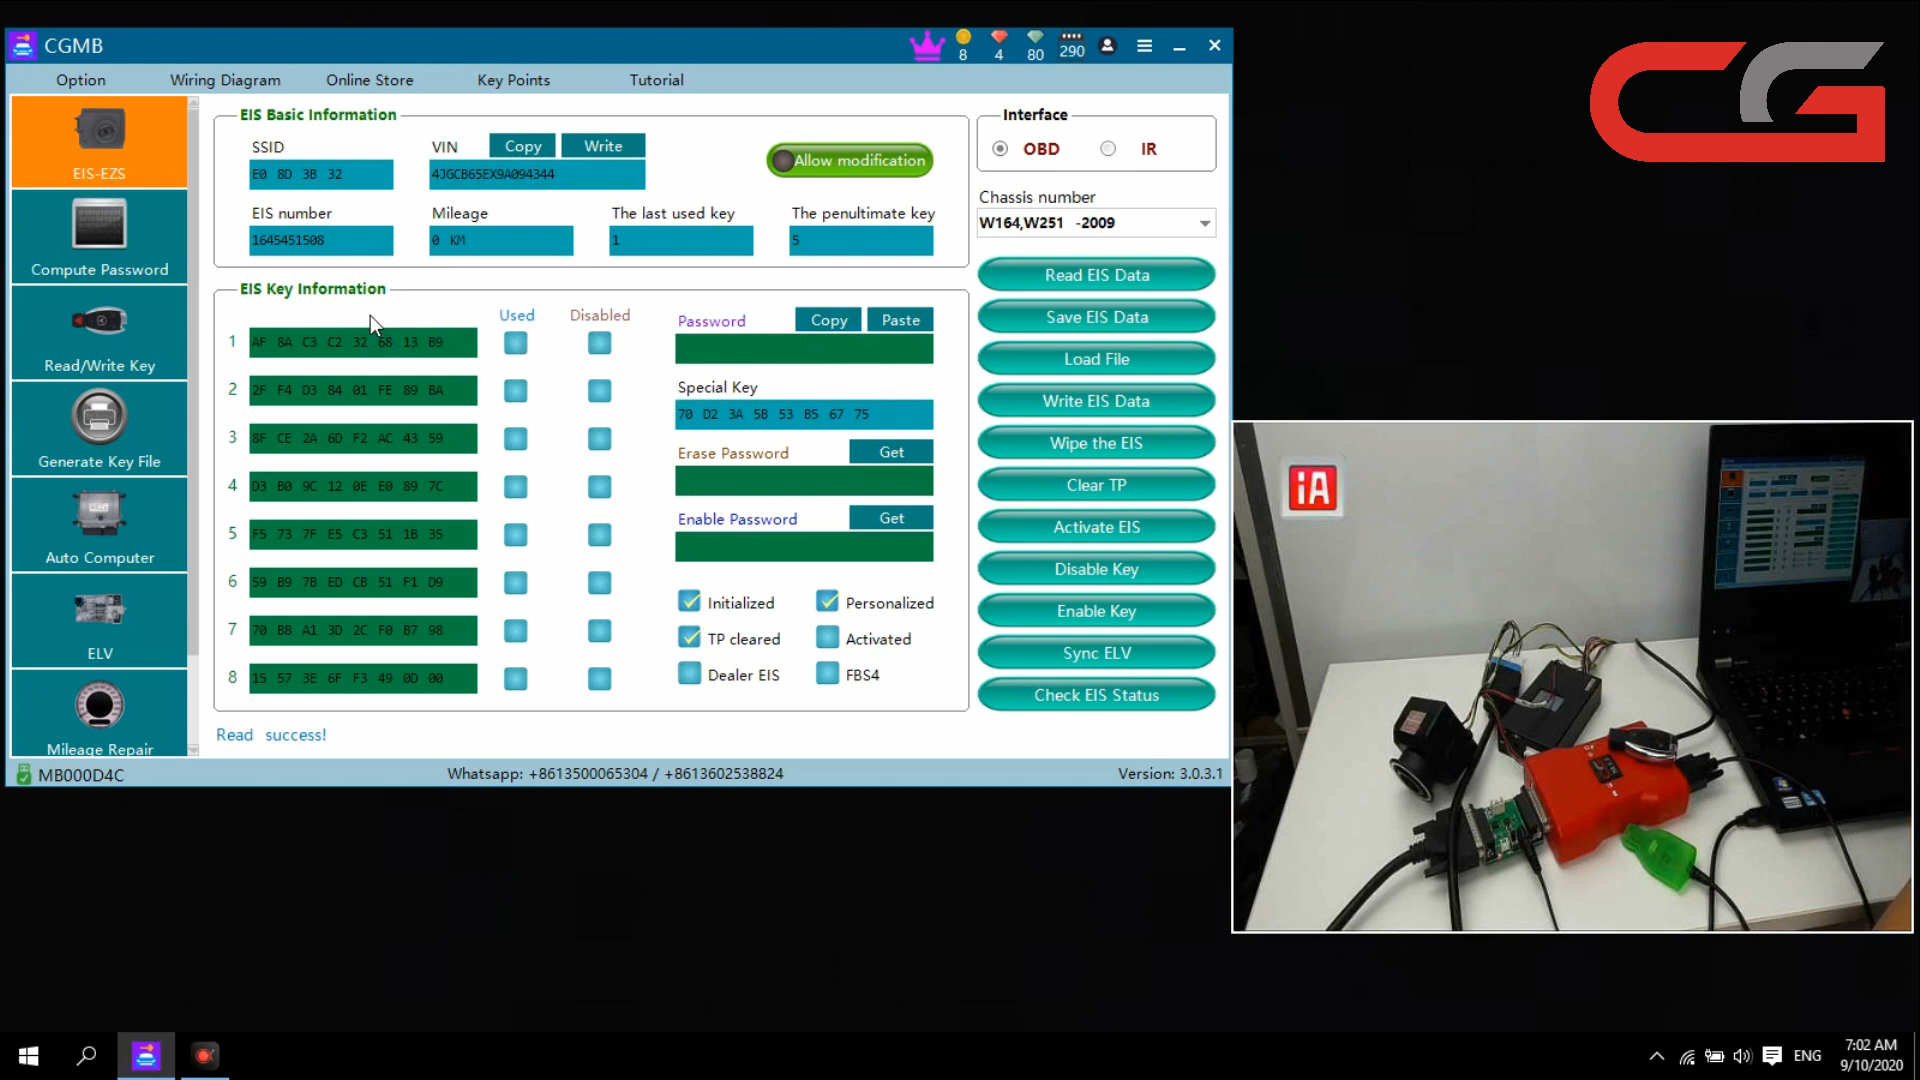 CGMB
8
4
80
290
Option Wiring Diagram Online Store Key Points Tutorial
EIS-EZS
Compute Password
Read/Write Key
Generate Key File
Auto Computer
ELV
Mileage Repair
EIS Basic Information
SSID
E0 8D 3B 32
VIN
Copy
Write
4JGCB65EX9A094344
Allow modification
EIS number
1645451508
Mileage
0 KM
The last used key
1
The penultimate key
5
EIS Key Information
Used
Disabled
1 AF 8A C3 C2 32 68 13 B9
2 2F F4 D3 84 01 FE 89 BA
3 8F CE 2A 6D F2 AC 43 59
4 D3 B0 9C 12 0E E0 89 7C
5 F5 73 7F E5 C3 51 1B 35
6 59 B9 7B ED CB 51 F1 D9
7 70 B8 A1 3D 2C F0 B7 98
8 15 57 3E 6F F3 49 0D 00
Password
Copy
Paste
Special Key
70 D2 3A 5B 53 B5 67 75
Erase Password
Get
Enable Password
Get
Initialized
Personalized
TP cleared
Activated
Dealer EIS
FBS4
Read success!
Interface
OBD
IR
Chassis number
W164,W251 -2009
Read EIS Data
Save EIS Data
Load File
Write EIS Data
Wipe the EIS
Clear TP
Activate EIS
Disable Key
Enable Key
Sync ELV
Check EIS Status
MB000D4C
Whatsapp: +8613500065304 / +8613602538824
Version: 3.0.3.1
CG
iA
ENG
7:02 AM
9/10/2020